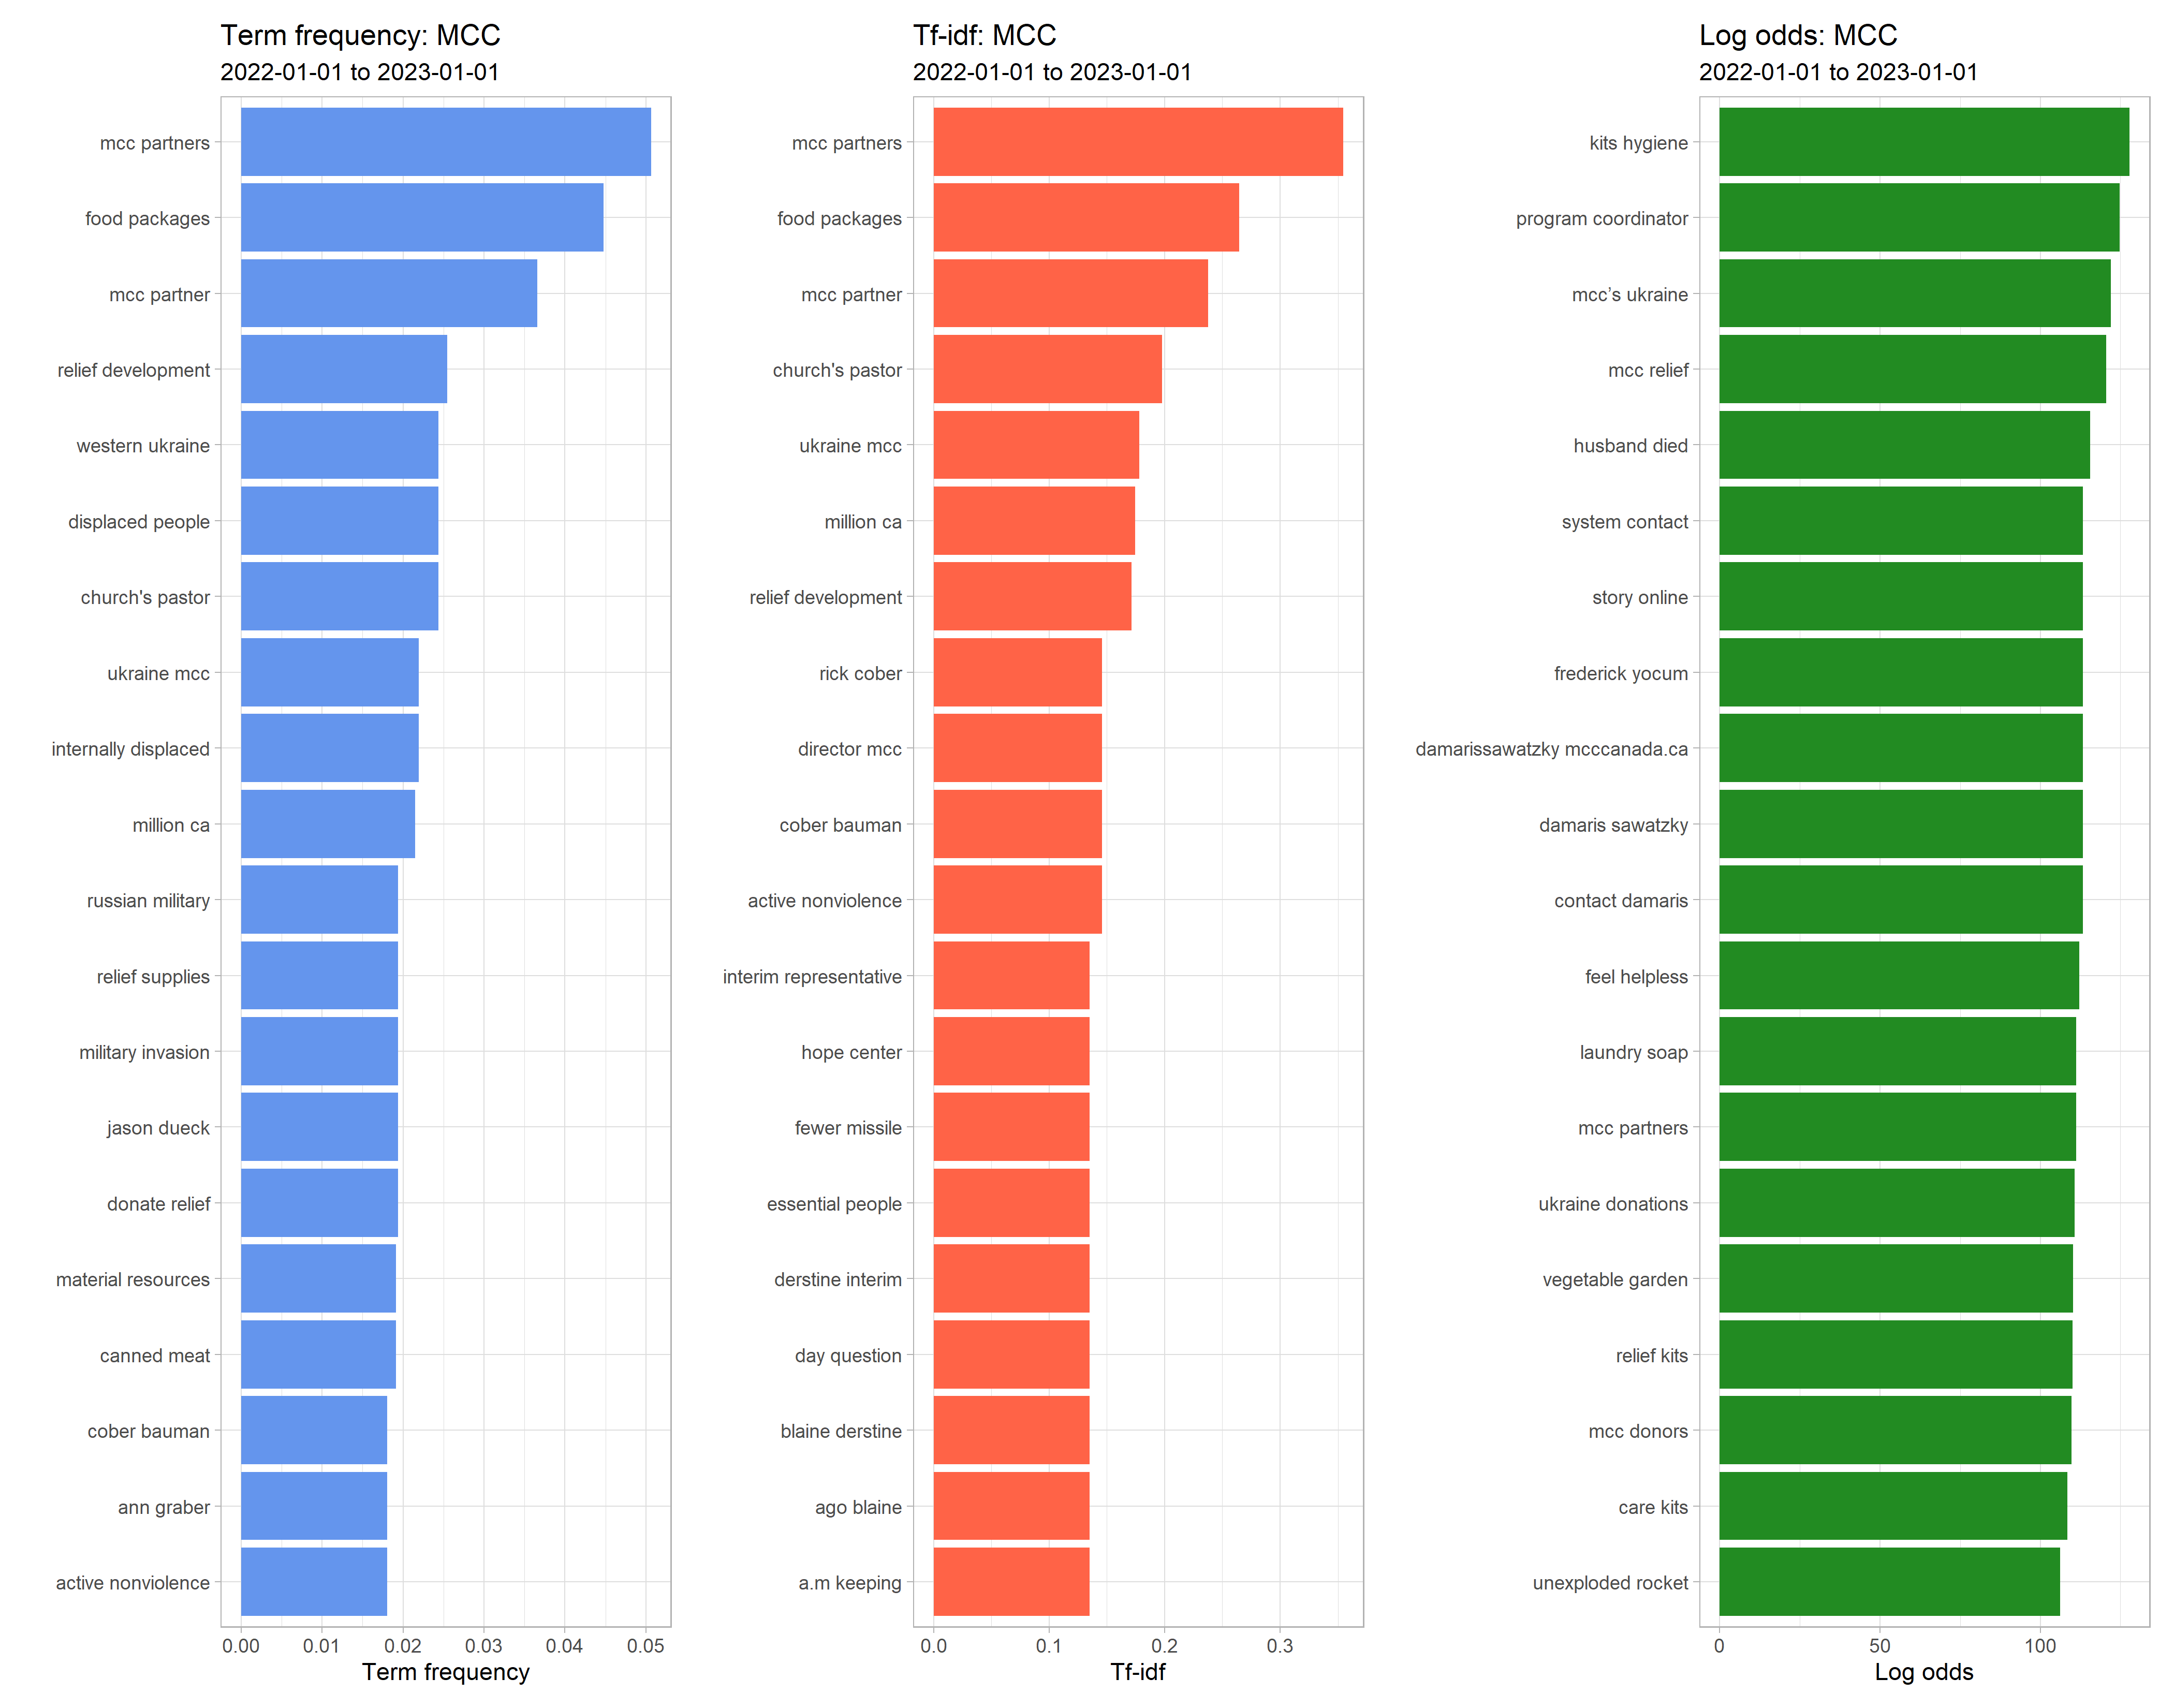 Term frequency: MCC
2022-01-01 to 2023-01-01
mcc partners
food packages
mcc partner
relief development
western ukraine
displaced people
church's pastor
ukraine mcc
internally displaced
million ca
russian military
relief supplies
military invasion
jason dueck
donate relief
material resources
canned meat
cober bauman
ann graber
active nonviolence
0.00 0.01 0.02 0.03 0.04 0.05
Term frequency
Tf-idf: MCC
2022-01-01 to 2023-01-01
mcc partners
food packages
mcc partner
church's pastor
ukraine mcc
million ca
relief development
rick cober
director mcc
cober bauman
active nonviolence
interim representative
hope center
fewer missile
essential people
derstine interim
day question
blaine derstine
ago blaine
a.m keeping
0.0 0.1 0.2 0.3
Tf-idf
Log odds: MCC
2022-01-01 to 2023-01-01
kits hygiene
program coordinator
mcc’s ukraine
mcc relief
husband died
system contact
story online
frederick yocum
damarissawatzky mcccanada.ca
damaris sawatzky
contact damaris
feel helpless
laundry soap
mcc partners
ukraine donations
vegetable garden
relief kits
mcc donors
care kits
unexploded rocket
0 50 100
Log odds